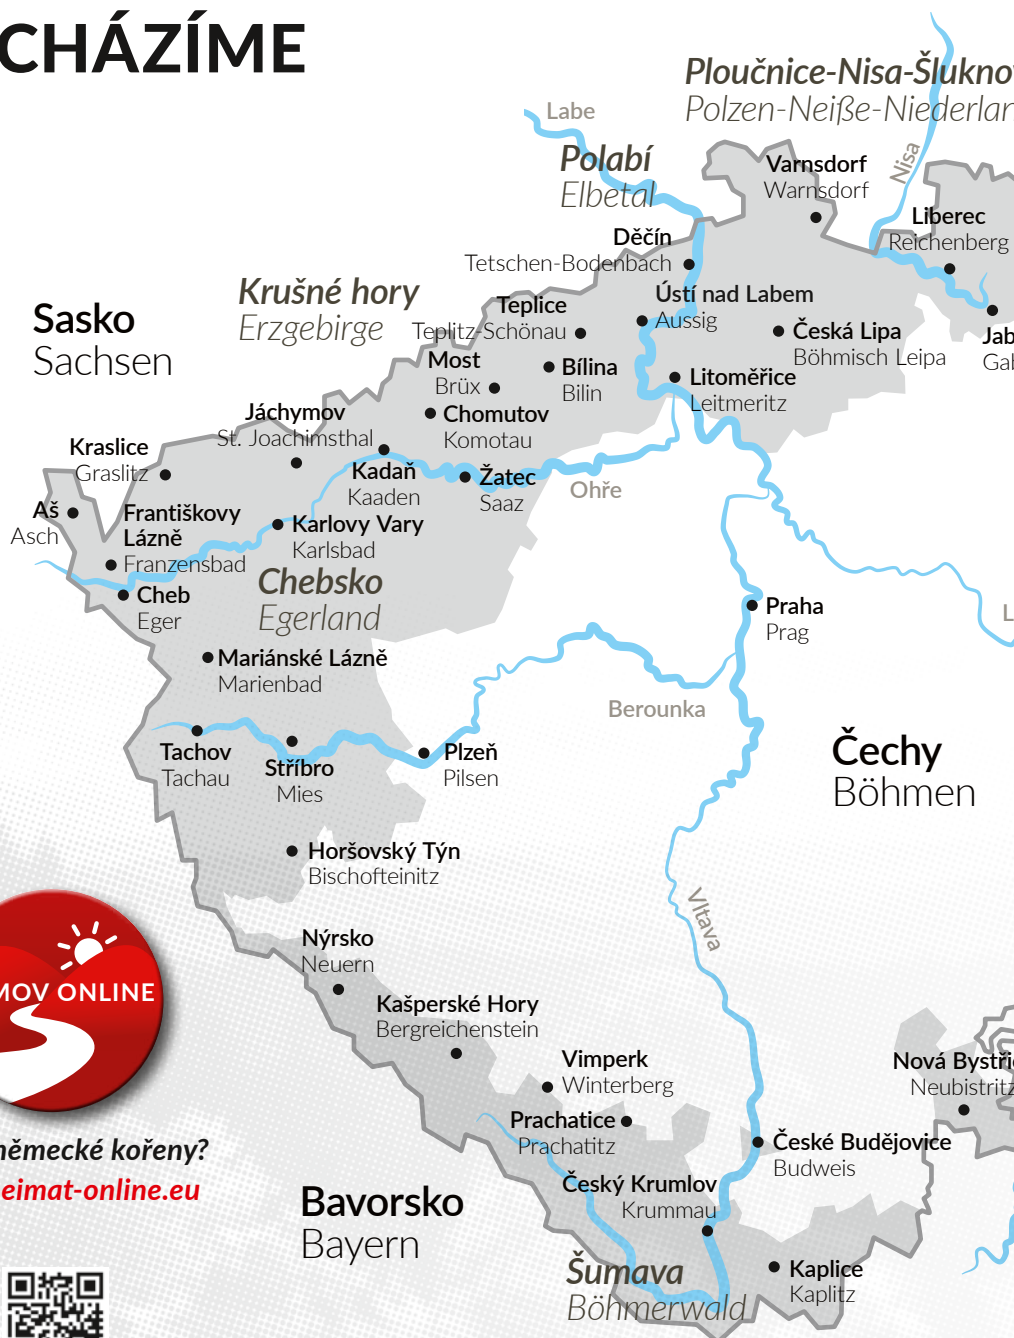 CHÁZÍME
Ploučnice-Nisa-Šlukno
Polzen-Neiße-Niederlan
Labe
Polabí
Elbetal
Nisa
Varnsdorf
Warnsdorf
Liberec
Reichenberg
Děčín
Tetschen-Bodenbach
Krušné hory
Erzgebirge
Sasko
Sachsen
Teplice
Teplitz-Schönau
Ústí nad Labem
Aussig
Česká Lipa
Böhmisch Leipa
Jab
Gab
Most
Brüx
Bílina
Bilin
Litoměřice
Leitmeritz
Chomutov
Komotau
Jáchymov
St. Joachimsthal
Kraslice
Graslitz
Kadaň
Kaaden
Žatec
Saaz
Ohře
Aš
Asch
Františkovy
Lázně
Franzensbad
Karlovy Vary
Karlsbad
Chebsko
Egerland
Cheb
Eger
Praha
Prag
L
Mariánské Lázně
Marienbad
Berounka
Tachov
Tachau
Stříbro
Mies
Plzeň
Pilsen
Čechy
Böhmen
Horšovský Týn
Bischofteinitz
Vltava
Nýrsko
Neuern
MOV ONLINE
Kašperské Hory
Bergreichenstein
Vimperk
Winterberg
Nová Bystři
Neubistritz
Prachatice
Prachatitz
České Budějovice
Budweis
německé kořeny?
eimat-online.eu
Bavorsko
Bayern
Český Krumlov
Krummau
Šumava
Böhmerwald
Kaplice
Kaplitz